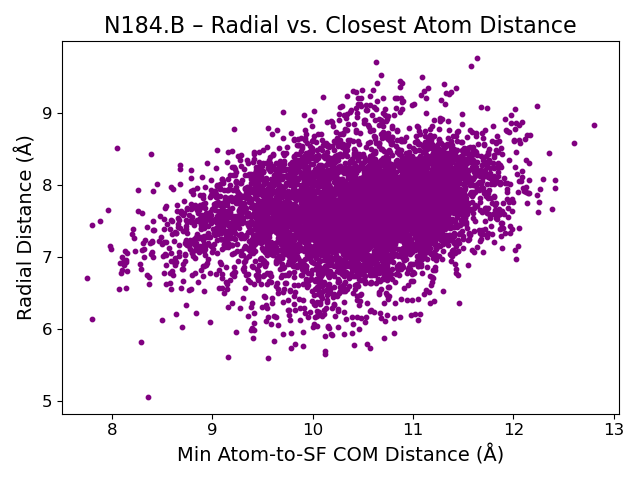 N184.B – Radial vs. Closest Atom Distance
Radial Distance (Å)
9
8
7
6
5
8 9 10 11 12 13
Min Atom-to-SF COM Distance (Å)